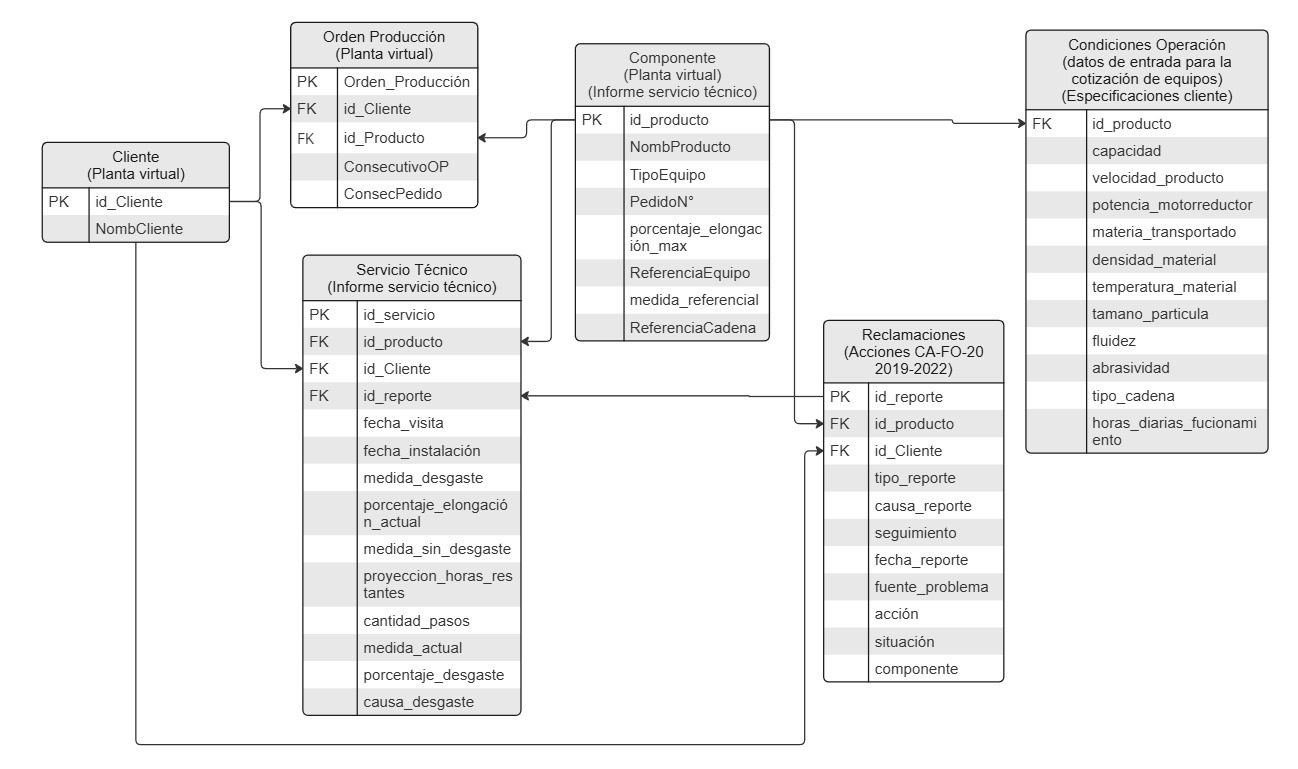 Orden Producción
(Planta virtual)
PK Orden_Producción
FK id_Cliente
FK id_Producto
ConsecutivoOP
ConsecPedido
Componente
(Planta virtual)
(Informe servicio técnico)
PK id_producto
NombProducto
TipoEquipo
PedidoN°
porcentaje_elongac
ión_max
ReferenciaEquipo
medida_referencial
ReferenciaCadena
Condiciones Operación
(datos de entrada para la
cotización de equipos)
(Especificaciones cliente)
FK id_producto
capacidad
velocidad_producto
potencia_motorreductor
materia_transportado
densidad_material
temperatura_material
tamano_particula
fluidez
abrasividad
tipo_cadena
horas_diarias_fucionami
ento
Cliente
(Planta virtual)
PK id_Cliente
NombCliente
Servicio Técnico
(Informe servicio técnico)
PK id_servicio
FK id_producto
FK id_Cliente
FK id_reporte
fecha_visita
fecha_instalación
medida_desgaste
porcentaje_elongació
n_actual
medida_sin_desgaste
proyeccion_horas_res
tantes
cantidad_pasos
medida_actual
porcentaje_desgaste
causa_desgaste
Reclamaciones
(Acciones CA-FO-20
2019-2022)
PK id_reporte
FK id_producto
FK id_Cliente
tipo_reporte
causa_reporte
seguimiento
fecha_reporte
fuente_problema
acción
situación
componente